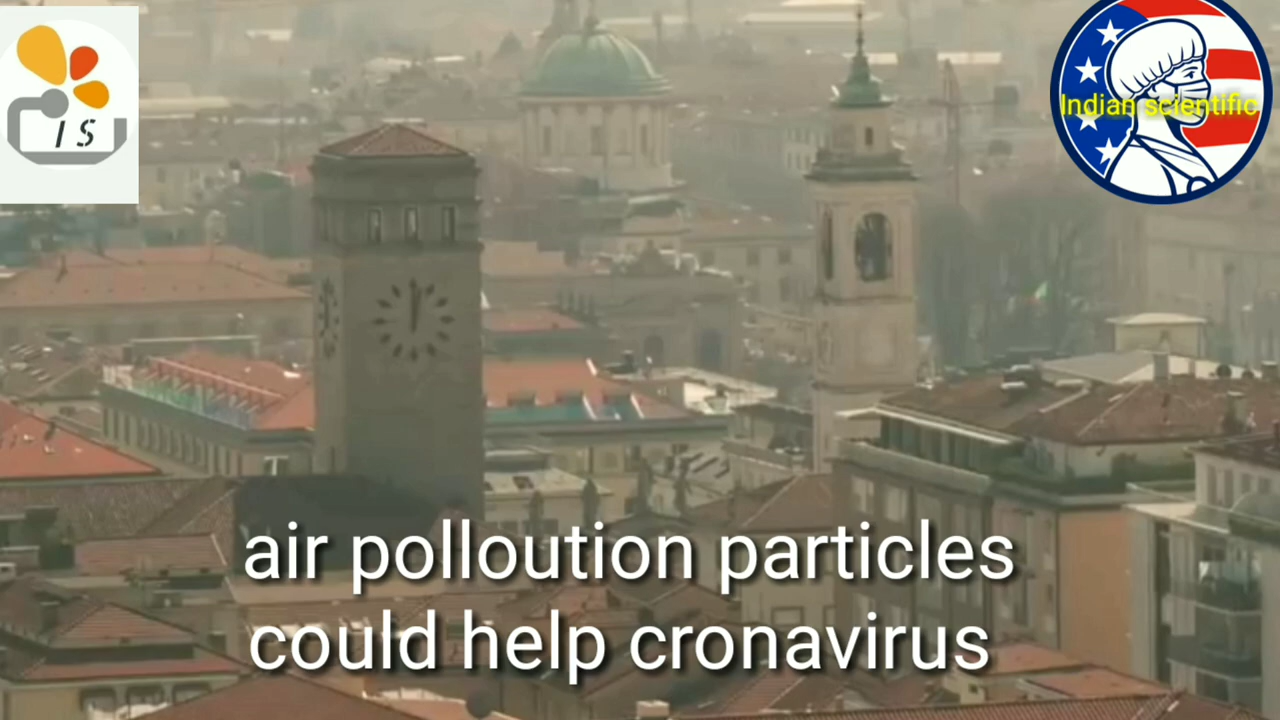 IS
Indian scientific
air polloution particles
could help cronavirus